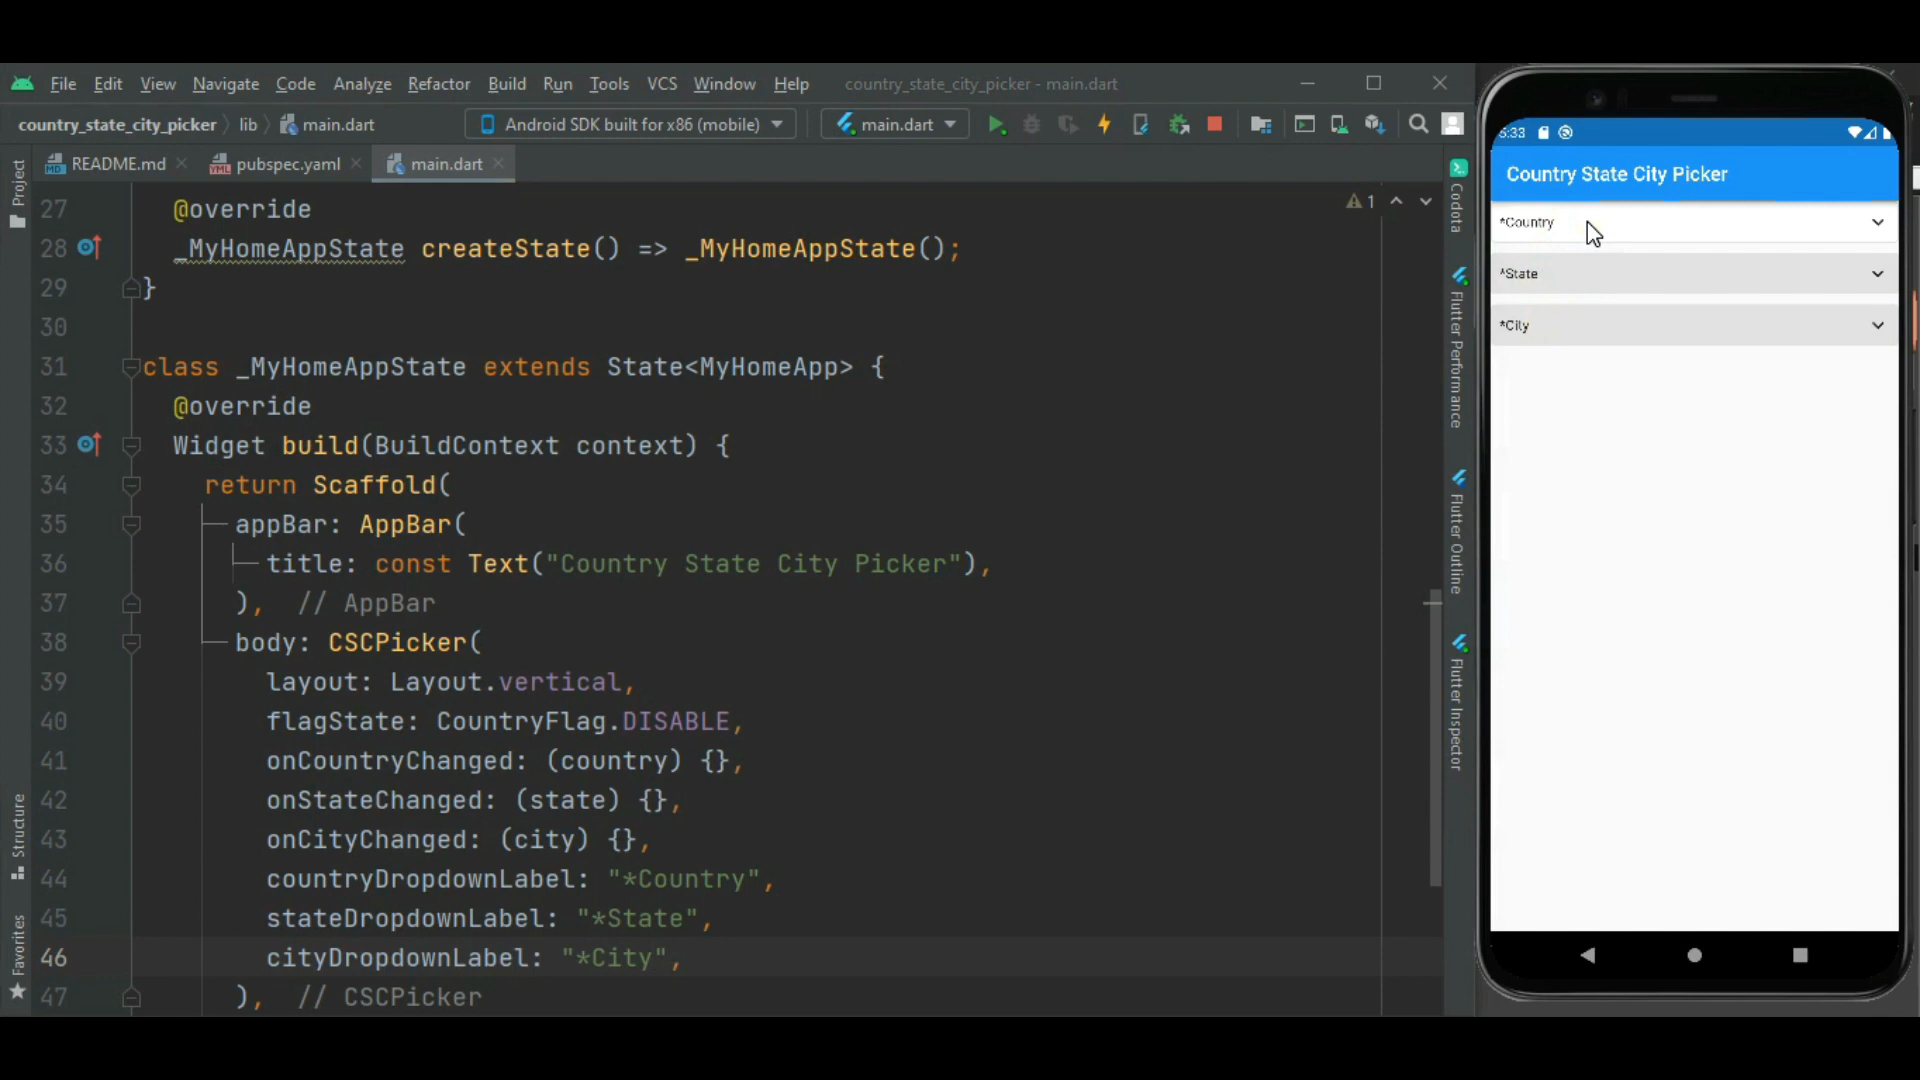 File Edit View Navigate Code Analyze Refactor Build Run Tools VCS Window Help country_state_city_picker - main.dart
country_state_city_picker lib main.dart Android SDK built for x86 (mobile) main.dart
README.md pubspec.yaml main.dart
Project
Structure
Favorites
27 @override
28 _MyHomeAppState createState() => _MyHomeAppState();
29 }
30
31 class _MyHomeAppState extends State<MyHomeApp> {
32 @override
33 Widget build(BuildContext context) {
34 return Scaffold(
35 appBar: AppBar(
36 title: const Text("Country State City Picker"),
37 ), // AppBar
38 body: CSCPicker(
39 layout: Layout.vertical,
40 flagState: CountryFlag.DISABLE,
41 onCountryChanged: (country) {},
42 onStateChanged: (state) {},
43 onCityChanged: (city) {},
44 countryDropdownLabel: "*Country",
45 stateDropdownLabel: "*State",
46 cityDropdownLabel: "*City",
47 ), // CSCPicker
1
Codota
Flutter Performance
Flutter Outline
Flutter Inspector
5:33
Country State City Picker
*Country
*State
*City